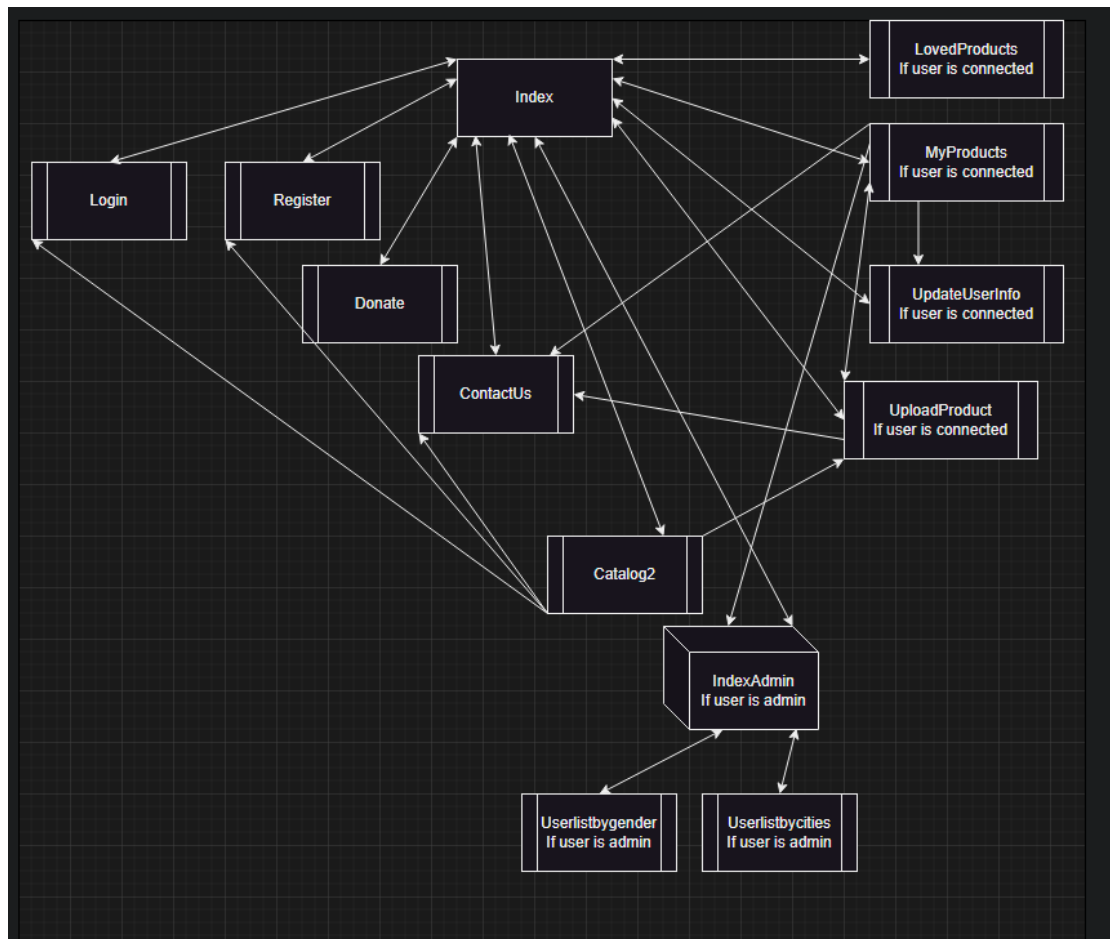 Index
LovedProducts
If user is connected
MyProducts
If user is connected
Login
Register
Donate
UpdateUserInfo
If user is connected
ContactUs
UploadProduct
If user is connected
Catalog2
IndexAdmin
If user is admin
Userlistbygender
If user is admin
Userlistbycities
If user is admin